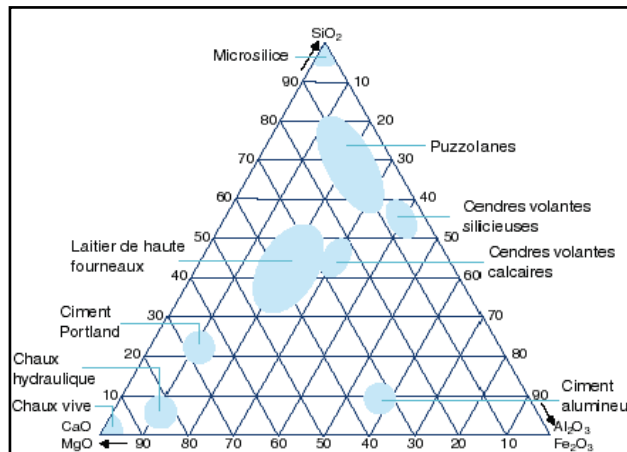 SiO2
Microsilice
90 10
80 20
Puzzolanes
70 30
60 40
Cendres volantes
silicieuses
50 50
Laitier de haute
fourneaux
Cendres volantes
calcaires
40 60
30 70
Ciment
Portland
20 80
Chaux
hydraulique
10 90
Ciment
alumineu
Chaux vive
CaO Al2O3
MgO 90 80 70 60 50 40 30 20 10 Fe2O3